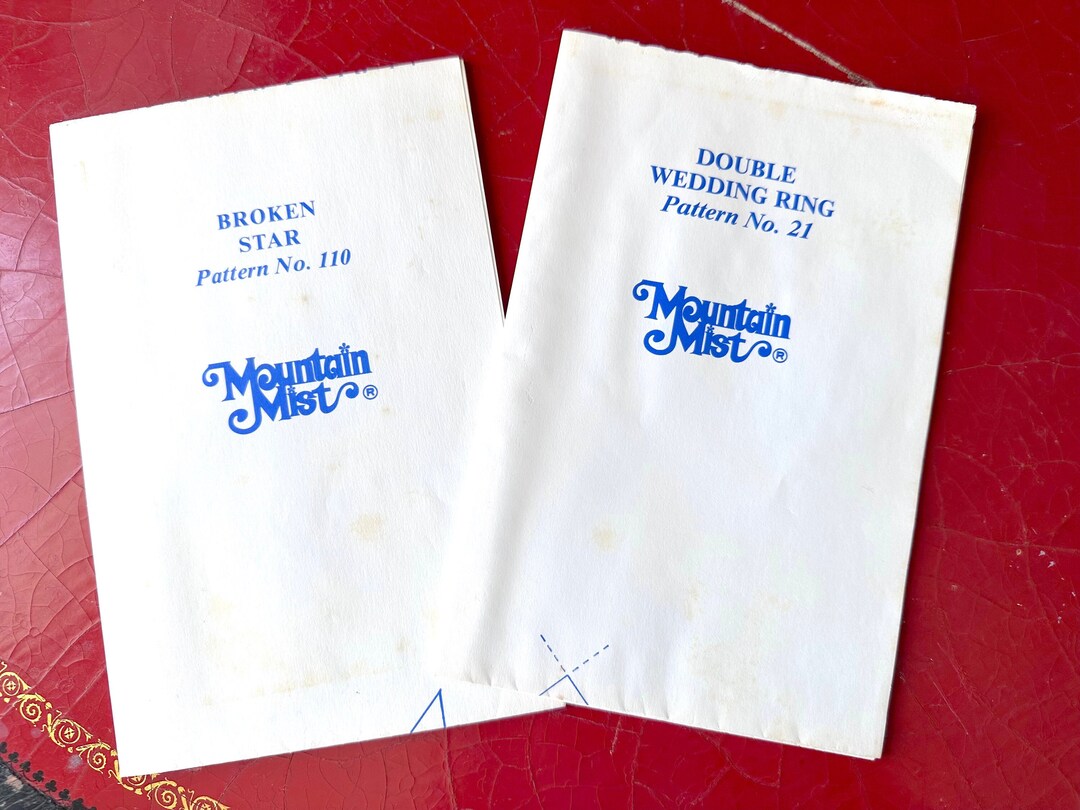 BROKEN
STAR
Pattern No. 110
Mountain
Mist®
DOUBLE
WEDDING RING
Pattern No. 21
Mountain
Mist®